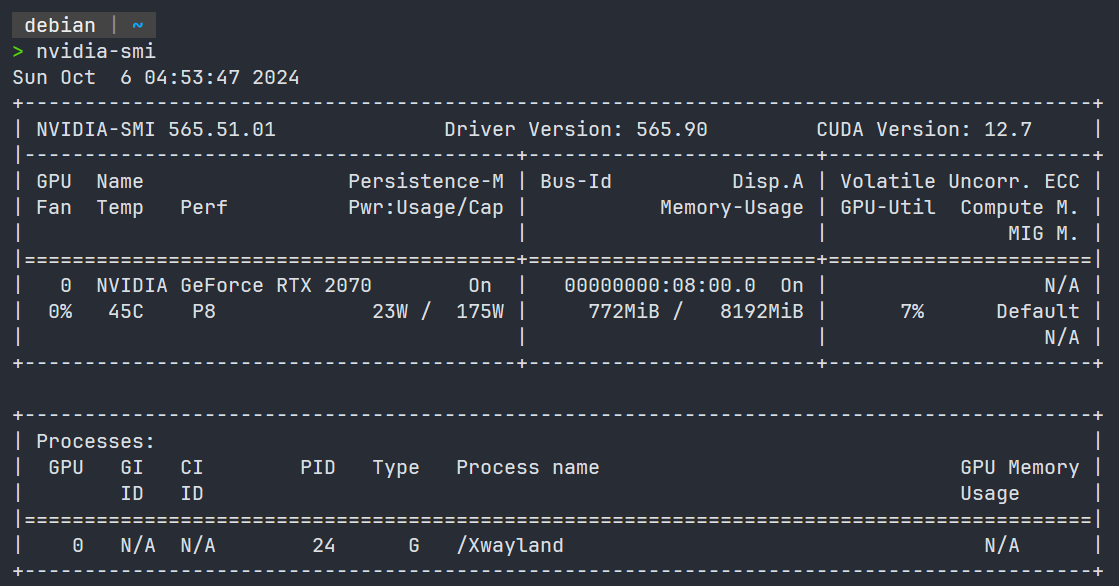 debian | ~
> nvidia-smi
Sun Oct  6 04:53:47 2024
+-----------------------------------------------------------------------------------------+
| NVIDIA-SMI 565.51.01              Driver Version: 565.90         CUDA Version: 12.7     |
|-----------------------------------------+------------------------+----------------------+
| GPU  Name                 Persistence-M | Bus-Id          Disp.A | Volatile Uncorr. ECC |
| Fan  Temp   Perf          Pwr:Usage/Cap |           Memory-Usage | GPU-Util  Compute M. |
|                                         |                        |               MIG M. |
|=========================================+========================+======================|
|   0  NVIDIA GeForce RTX 2070        On  |   00000000:08:00.0  On |                  N/A |
|  0%   45C    P8             23W /  175W |     772MiB /   8192MiB |      7%      Default |
|                                         |                        |                  N/A |
+-----------------------------------------+------------------------+----------------------+

+-----------------------------------------------------------------------------------------+
| Processes:                                                                              |
|  GPU   GI   CI        PID   Type   Process name                              GPU Memory |
|        ID   ID                                                               Usage      |
|=========================================================================================|
|    0   N/A  N/A        24      G   /Xwayland                                   N/A      |
+-----------------------------------------------------------------------------------------+